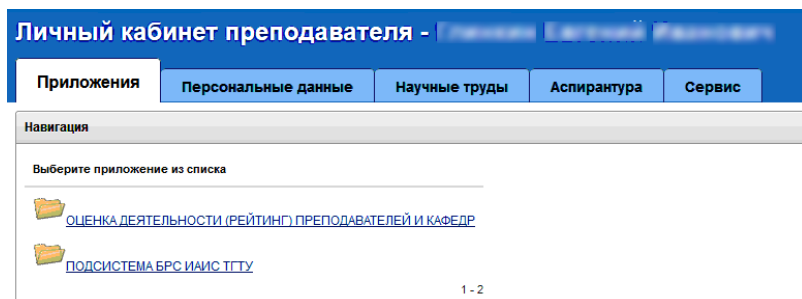 Личный кабинет преподавателя -
Приложения Персональные данные Научные труды Аспирантура Сервис
Навигация
Выберите приложение из списка
ОЦЕНКА ДЕЯТЕЛЬНОСТИ (РЕЙТИНГ) ПРЕПОДАВАТЕЛЕЙ И КАФЕДР
ПОДСИСТЕМА БРС ИАИС ТГТУ
1 - 2